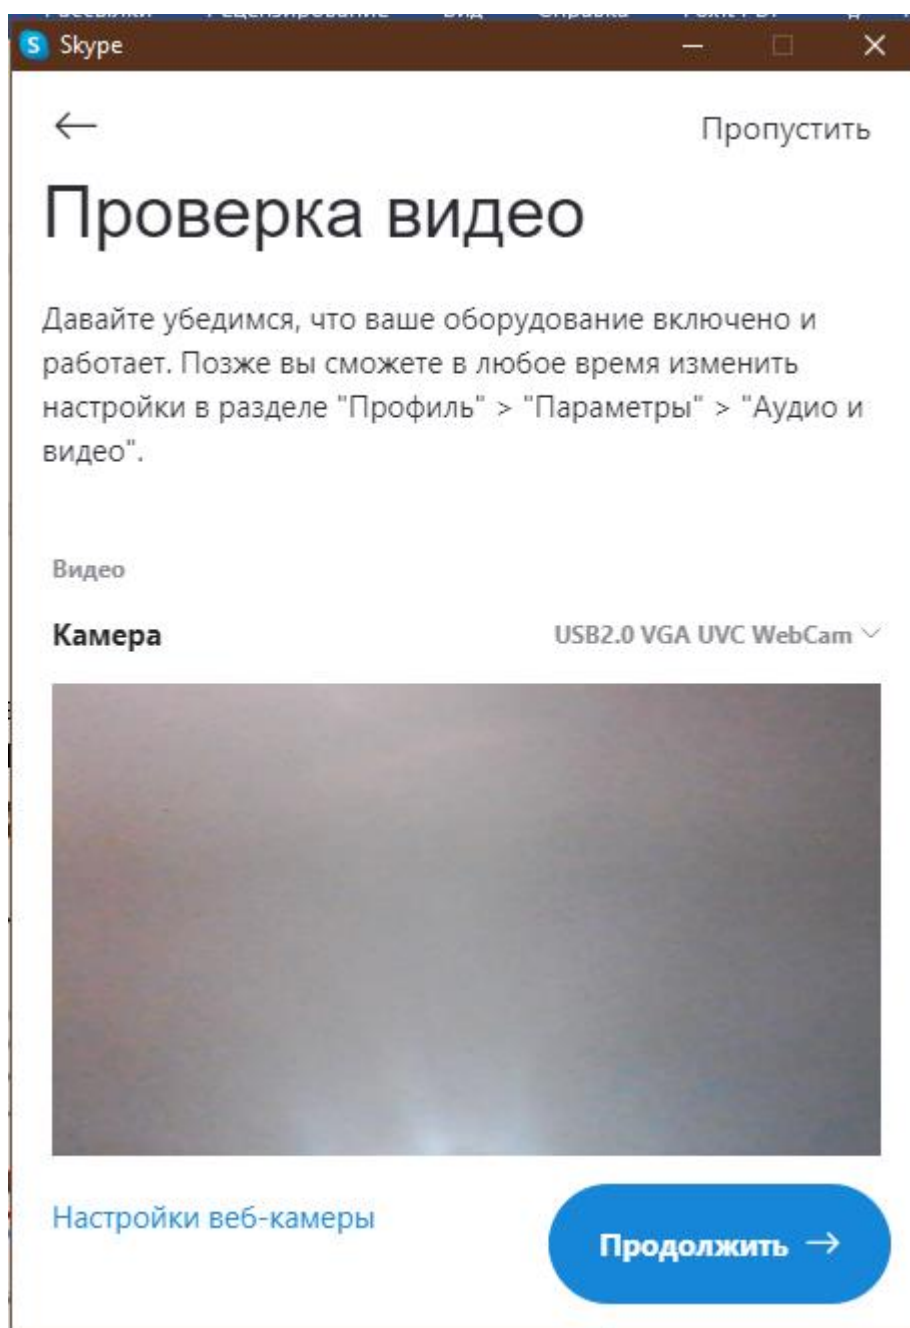 Skype
Пропустить
Проверка видео
Давайте убедимся, что ваше оборудование включено и
работает. Позже вы сможете в любое время изменить
настройки в разделе "Профиль" > "Параметры" > "Аудио и
видео".
Видео
Камера USB2.0 VGA UVC WebCam
Настройки веб-камеры
Продолжить →